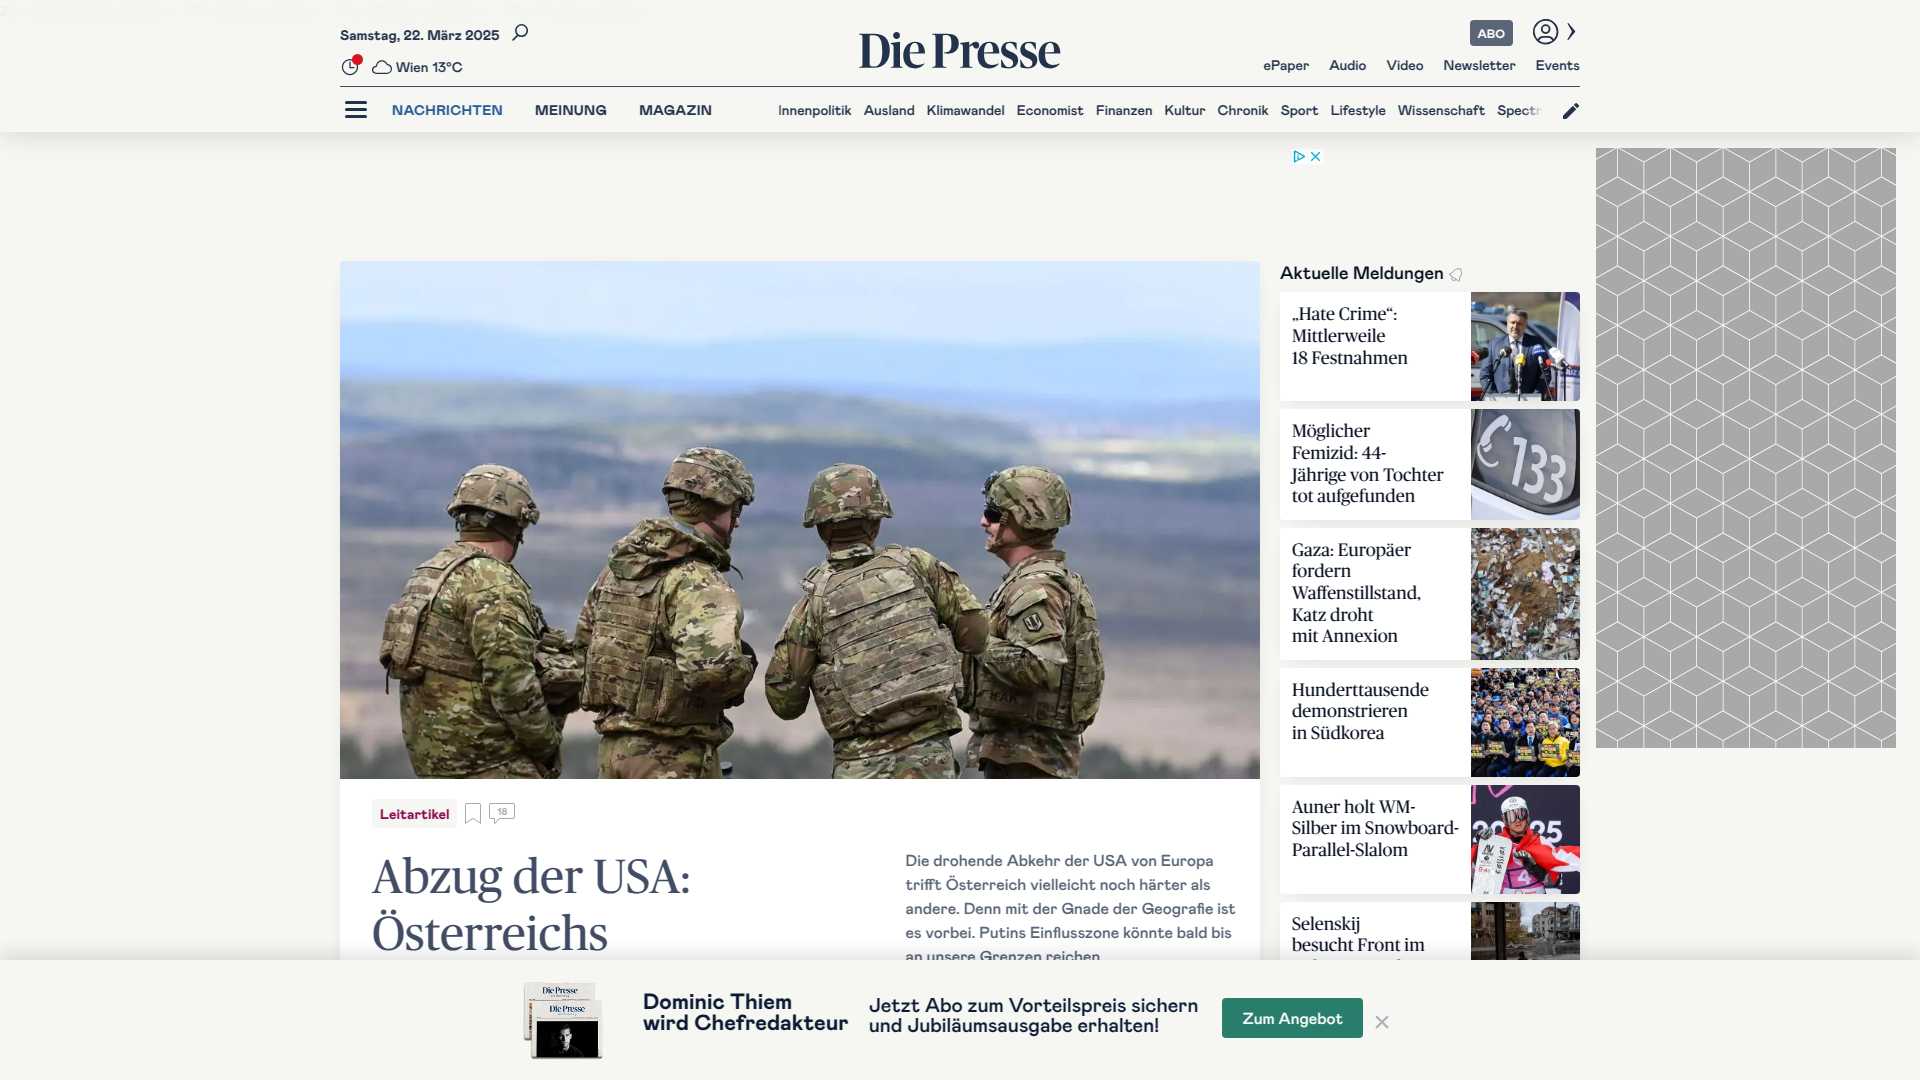 Samstag, 22. März 2025
Wien 13°C
Die Presse
ABO
ePaper Audio Video Newsletter Events
NACHRICHTEN MEINUNG MAGAZIN
Innenpolitik Ausland Klimawandel Economist Finanzen Kultur Chronik Sport Lifestyle Wissenschaft Spectr
Aktuelle Meldungen
„Hate Crime“:
Mittlerweile
18 Festnahmen
Möglicher
Femizid: 44-
Jährige von Tochter
tot aufgefunden
133
Gaza: Europäer
fordern
Waffenstillstand,
Katz droht
mit Annexion
Hunderttausende
demonstrieren
in Südkorea
Auner holt WM-
Silber im Snowboard-
Parallel-Slalom
Selenskij
besucht Front im
Leitartikel
18
Abzug der USA:
Österreichs
Die drohende Abkehr der USA von Europa
trifft Österreich vielleicht noch härter als
andere. Denn mit der Gnade der Geografie ist
es vorbei. Putins Einflusszone könnte bald bis
an unsere Grenzen reichen.
Die Presse
Die Presse
Dominic Thiem
wird Chefredakteur
Jetzt Abo zum Vorteilspreis sichern
und Jubiläumsausgabe erhalten!
Zum Angebot